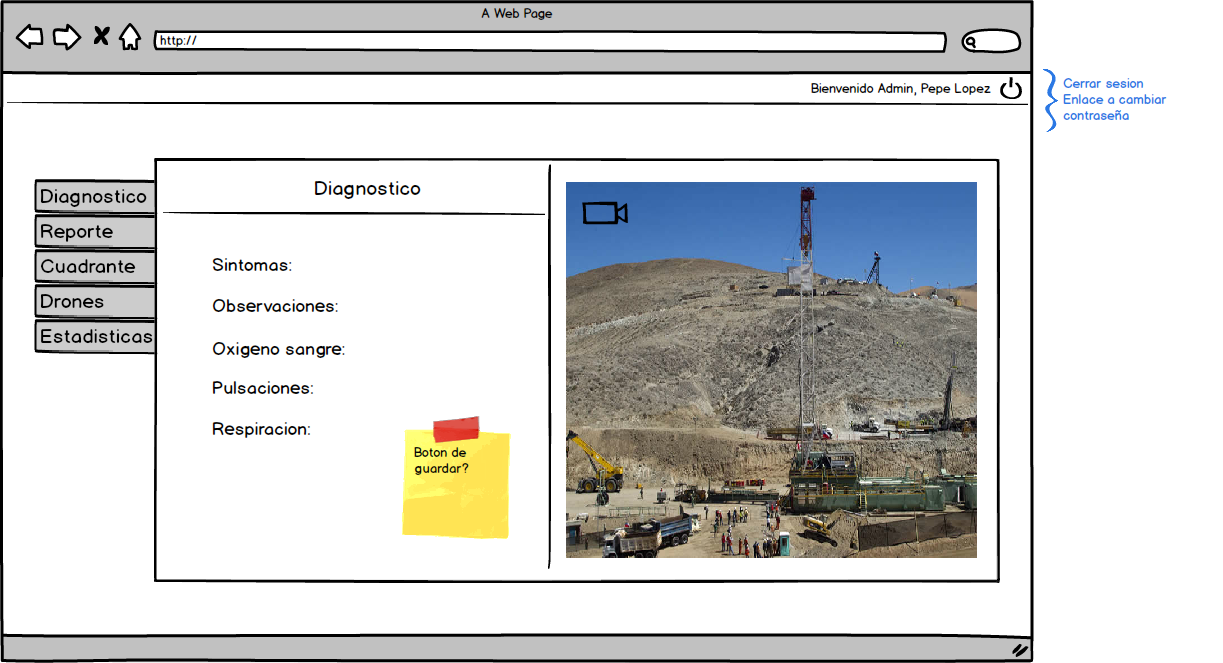 A Web Page
http://
Bienvenido Admin, Pepe Lopez
Cerrar sesion
Enlace a cambiar
contraseña
Diagnostico
Reporte
Cuadrante
Drones
Estadisticas
Diagnostico
Sintomas:
Observaciones:
Oxigeno sangre:
Pulsaciones:
Respiracion:
Boton de
guardar?